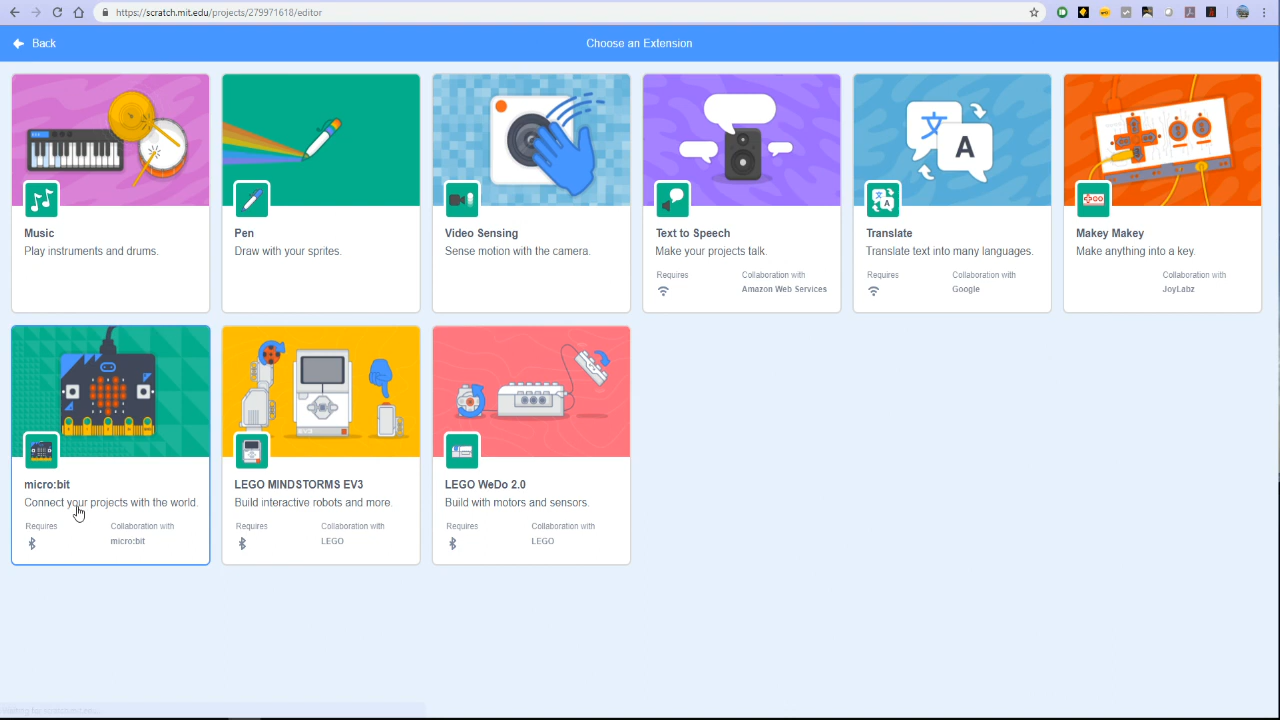 https://scratch.mit.edu/projects/279971618/editor
Back
Choose an Extension
文
A
Music
Play instruments and drums.
Pen
Draw with your sprites.
Video Sensing
Sense motion with the camera.
Text to Speech
Make your projects talk.
Requires
Collaboration with
Amazon Web Services
Translate
Translate text into many languages.
Requires
Collaboration with
Google
Makey Makey
Make anything into a key.
Collaboration with
JoyLabz
EV3
micro:bit
Connect your projects with the world.
Requires
Collaboration with
micro:bit
LEGO MINDSTORMS EV3
Build interactive robots and more.
Requires
Collaboration with
LEGO
LEGO WeDo 2.0
Build with motors and sensors.
Requires
Collaboration with
LEGO